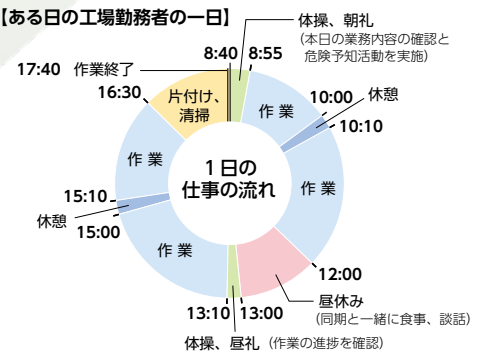 【ある日の工場勤務者の一日】
体操、朝礼
（本日の業務内容の確認と
危険予知活動を実施）
8:40
8:55
17:40 作業終了
16:30
片付け、
清掃
作 業
10:00
休憩
10:10
作 業
1日の
仕事の流れ
作 業
15:10
休憩
15:00
作 業
12:00
昼休み
（同期と一緒に食事、談話）
13:10
13:00
体操、昼礼（作業の進捗を確認）